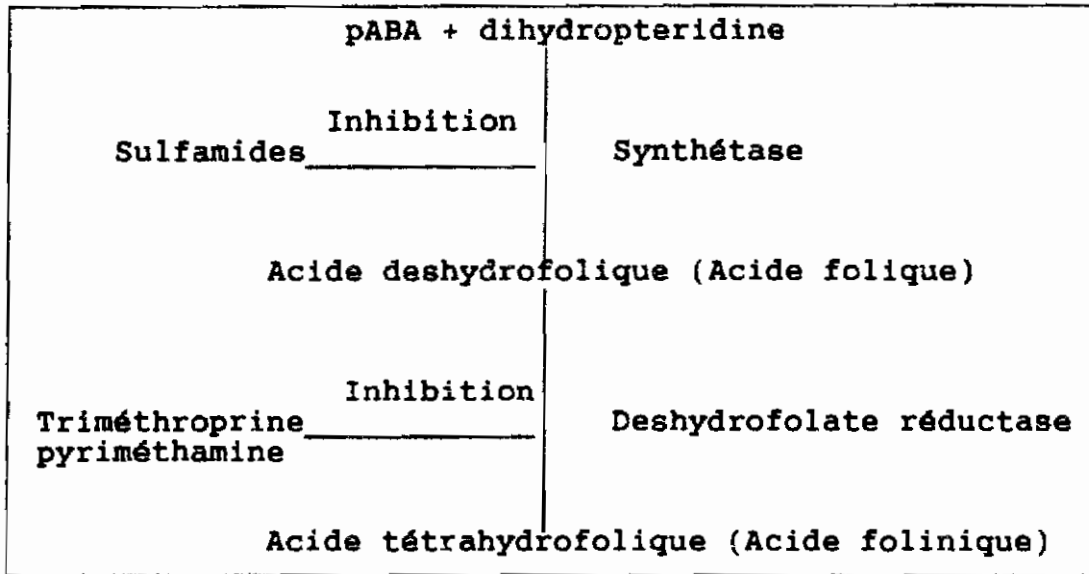 pABA + dihydropteridine
Inhibition
Sulfamides Synthétase
Acide deshydrofolique (Acide folique)
Inhibition
Triméthroprine Deshydrofolate réductase
pyriméthamine
Acide tétrahydrofolique (Acide folinique)